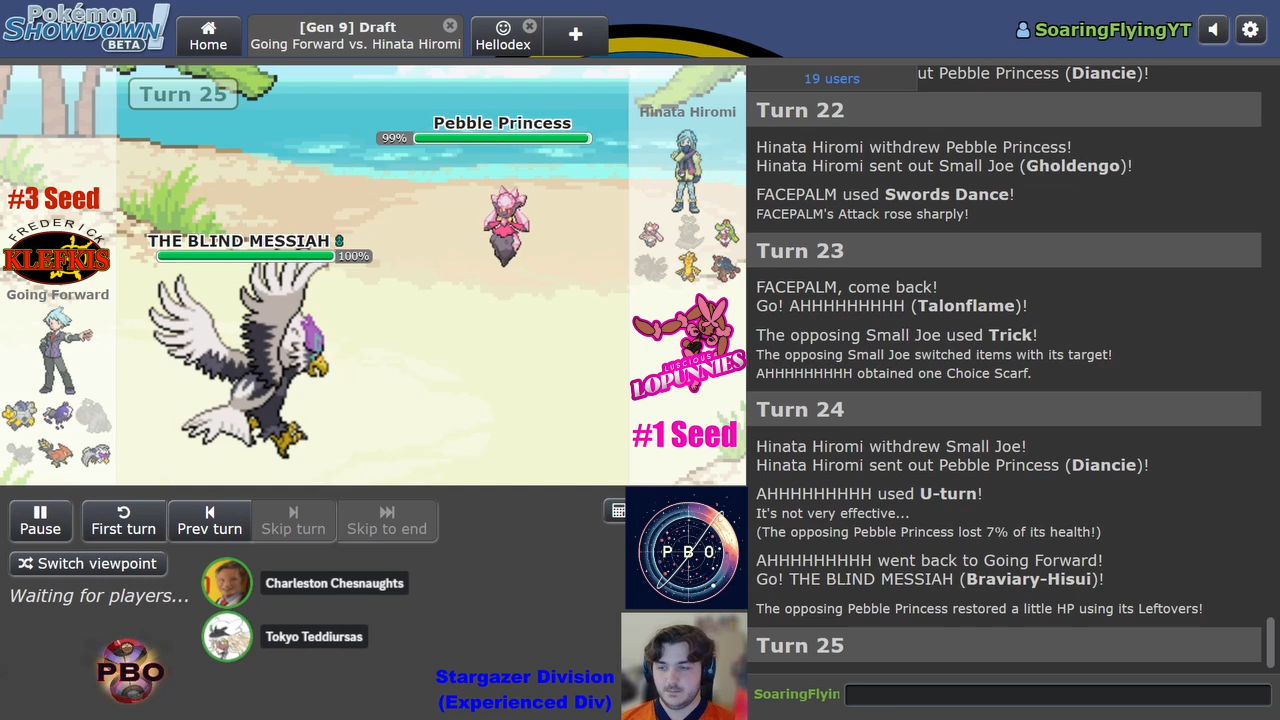 Pokémon
SHOWDOWN!
BETA
Home
[Gen 9] Draft
Going Forward vs. Hinata Hiromi
Hellodex
SoaringFlyingYT
Turn 25
Pebble Princess
99%
THE BLIND MESSIAH
100%
#3 Seed
FREDERICK
KLEFKIS
Going Forward
Hinata Hiromi
LUSCIOUS
LOPUNNIES
#1 Seed
19 users
ut Pebble Princess (Diancie)!
Turn 22
Hinata Hiromi withdrew Pebble Princess!
Hinata Hiromi sent out Small Joe (Gholdengo)!
FACEPALM used Swords Dance!
FACEPALM's Attack rose sharply!
Turn 23
FACEPALM, come back!
Go! AHHHHHHHHH (Talonflame)!
The opposing Small Joe used Trick!
The opposing Small Joe switched items with its target!
AHHHHHHHHH obtained one Choice Scarf.
Turn 24
Hinata Hiromi withdrew Small Joe!
Hinata Hiromi sent out Pebble Princess (Diancie)!
AHHHHHHHHH used U-turn!
It's not very effective...
(The opposing Pebble Princess lost 7% of its health!)
AHHHHHHHHH went back to Going Forward!
Go! THE BLIND MESSIAH (Braviary-Hisui)!
The opposing Pebble Princess restored a little HP using its Leftovers!
Turn 25
SoaringFlyin
Pause
First turn
Prev turn
Skip turn
Skip to end
Switch viewpoint
Waiting for players...
Charleston Chesnaughts
Tokyo Teddiursas
PBO
PBO
Stargazer Division
(Experienced Div)